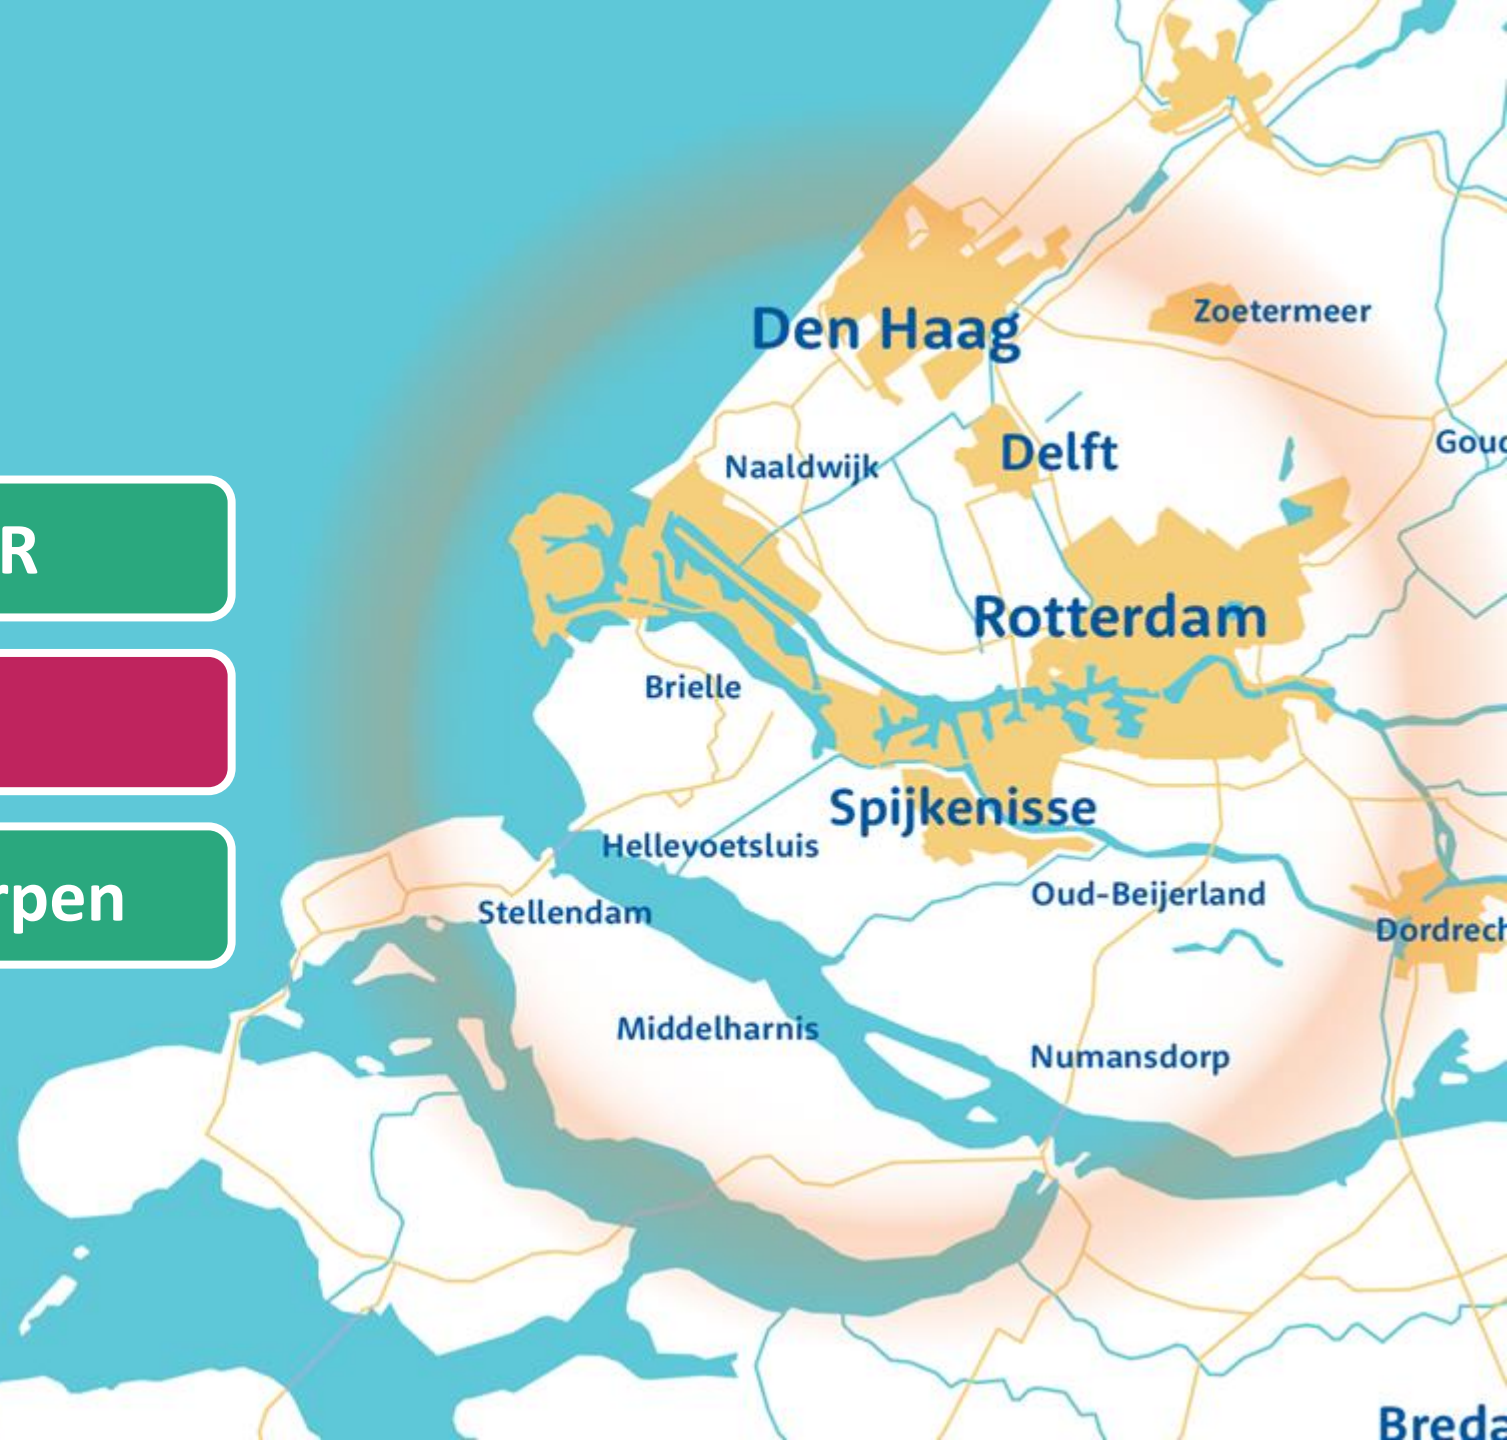 Den Haag
Zoetermeer
Delft
Naaldwijk
Gouc
R
Rotterdam
Brielle
Spijkenisse
Hellevoetsluis
rpen
Stellendam
Oud-Beijerland
Dordrech
Middelharnis
Numansdorp
Breda